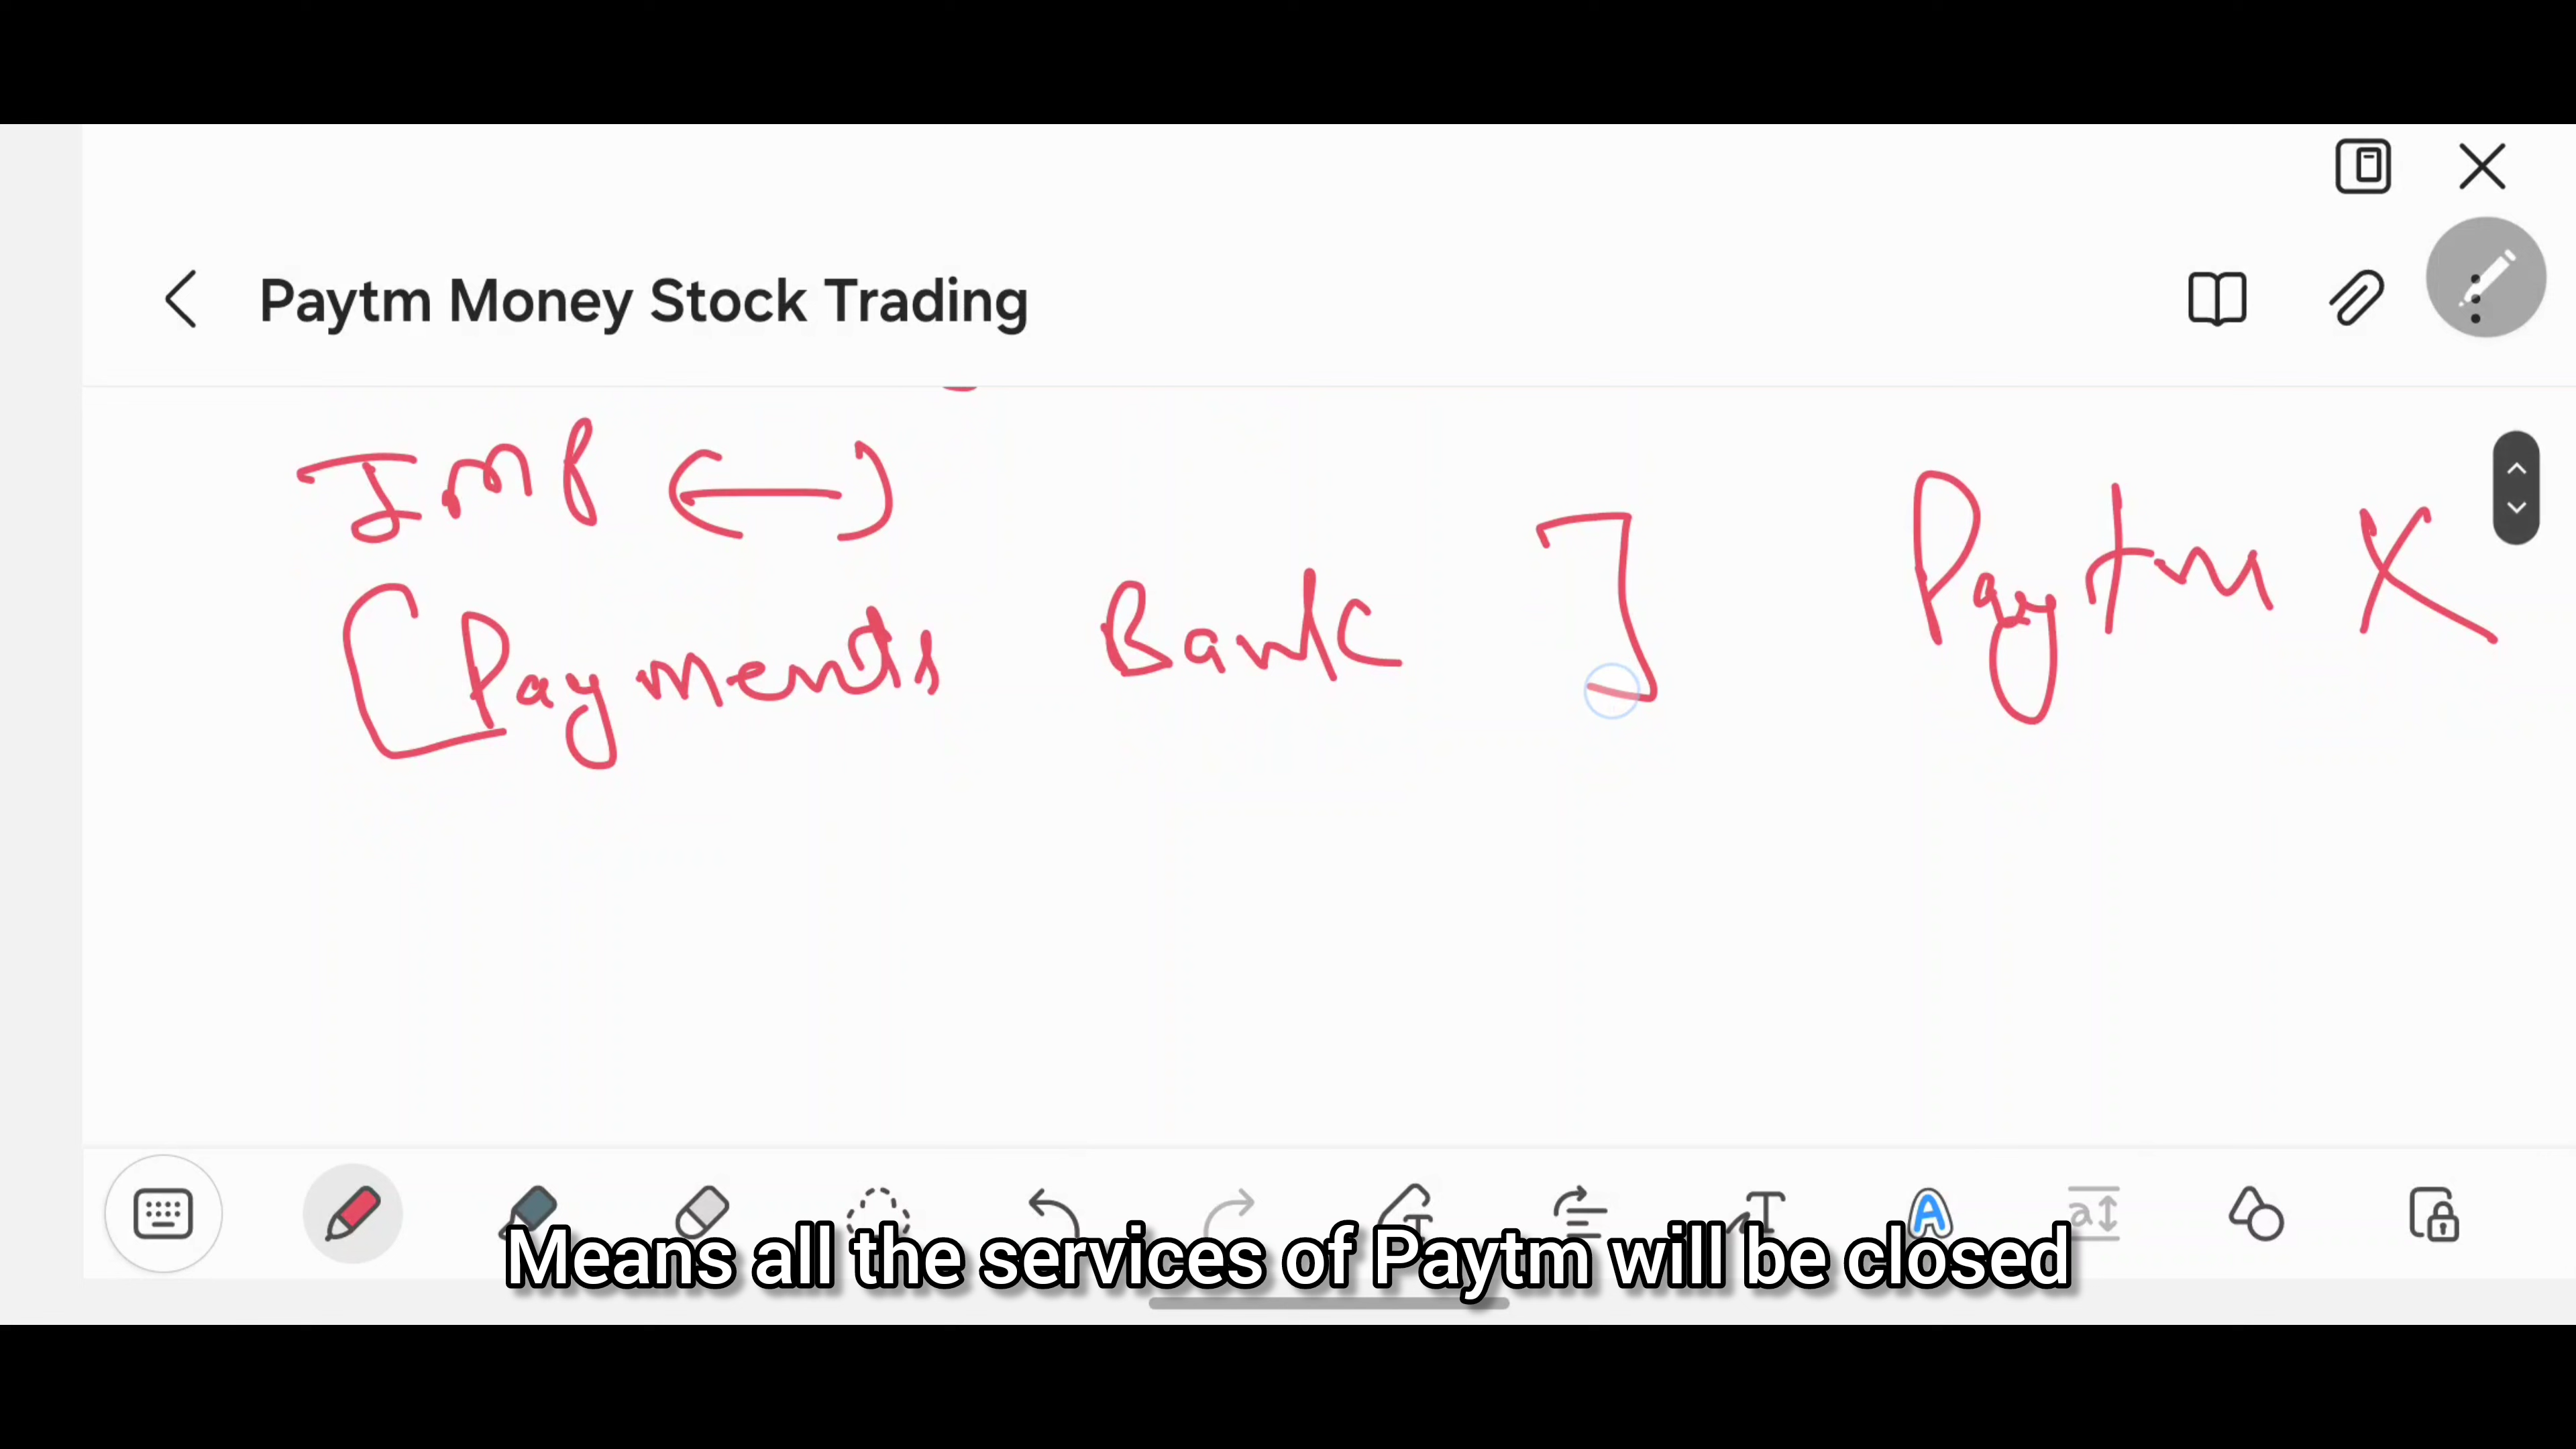 Paytm Money Stock Trading
Imp
Paytm X
[Payments Bank]
Means all the services of Paytm will be closed